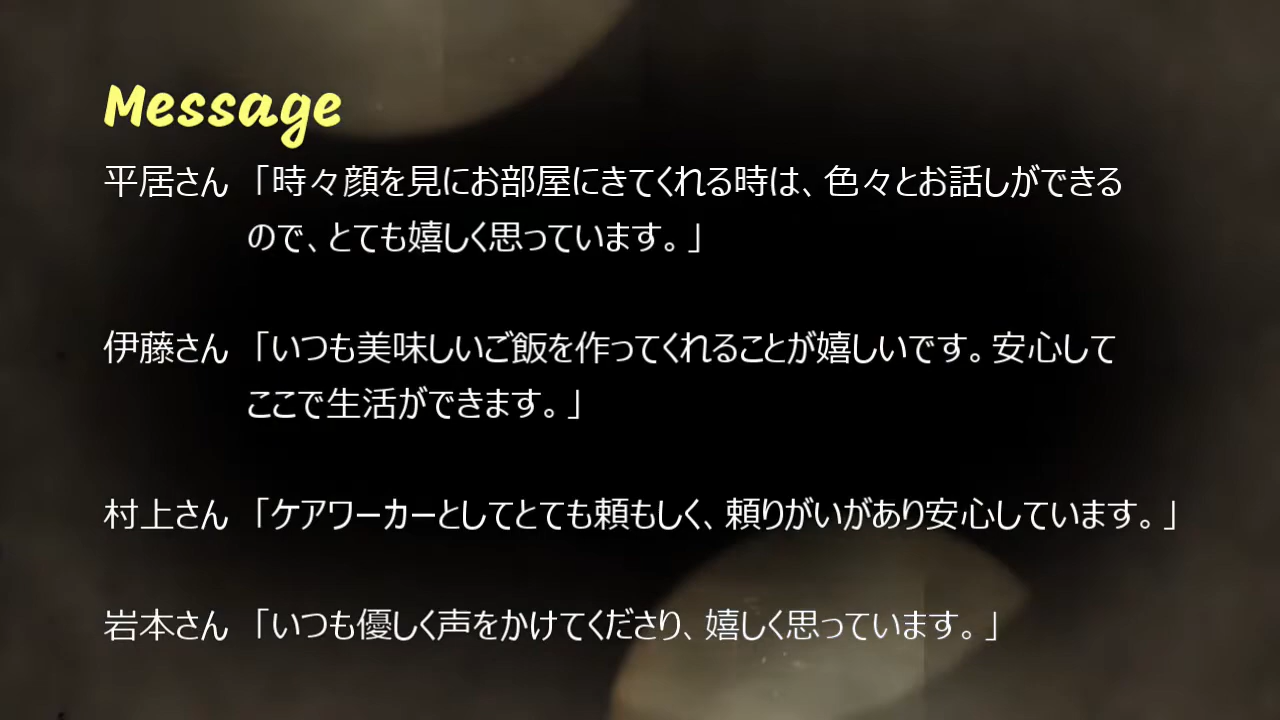 Message
平居さん 「時々顔を見にお部屋にきてくれる時は、色々とお話しができる
ので、とても嬉しく思っています。」
伊藤さん 「いつも美味しいご飯を作ってくれることが嬉しいです。安心して
ここで生活ができます。」
村上さん 「ケアワーカーとしてとても頼もしく、頼りがいがあり安心しています。」
岩本さん 「いつも優しく声をかけてくださり、嬉しく思っています。」